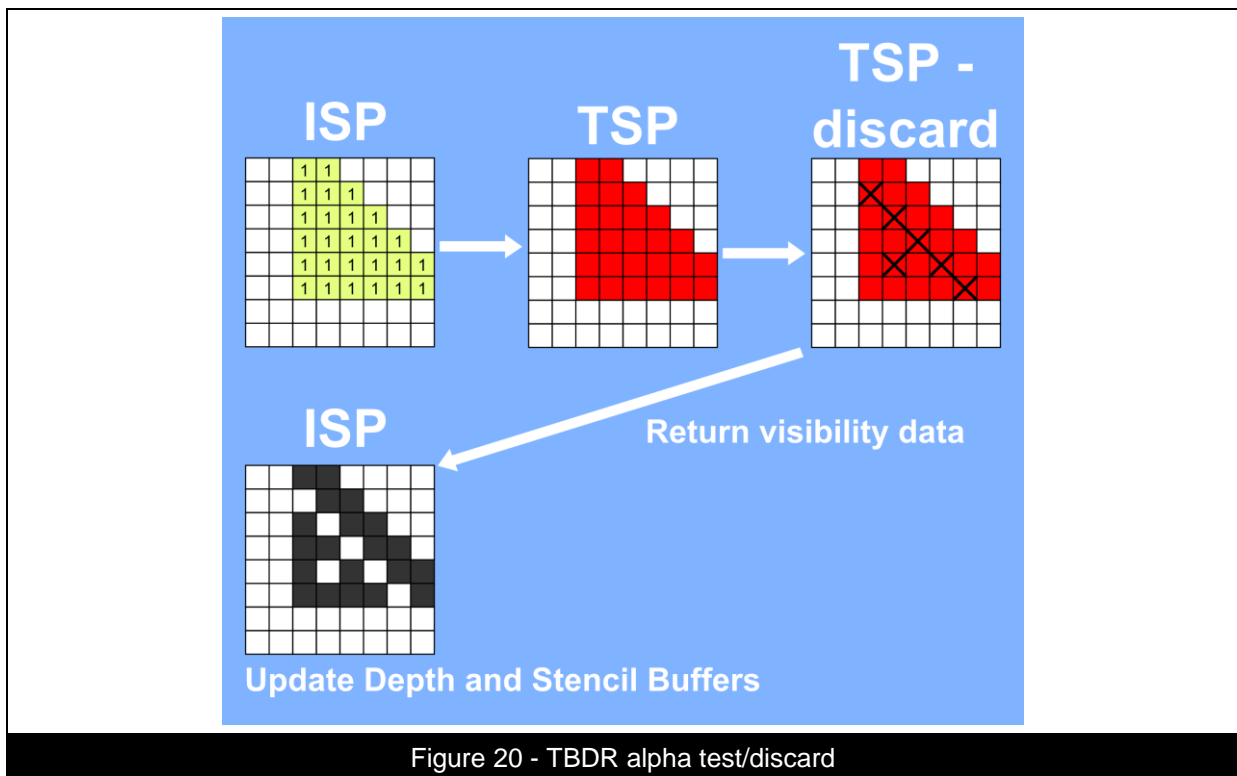 ISP
TSP
TSP -
discard
1 1
1 1 1
1 1 1 1
1 1 1 1 1
1 1 1 1 1 1
1 1 1 1 1 1
Return visibility data
ISP
Update Depth and Stencil Buffers
Figure 20 - TBDR alpha test/discard